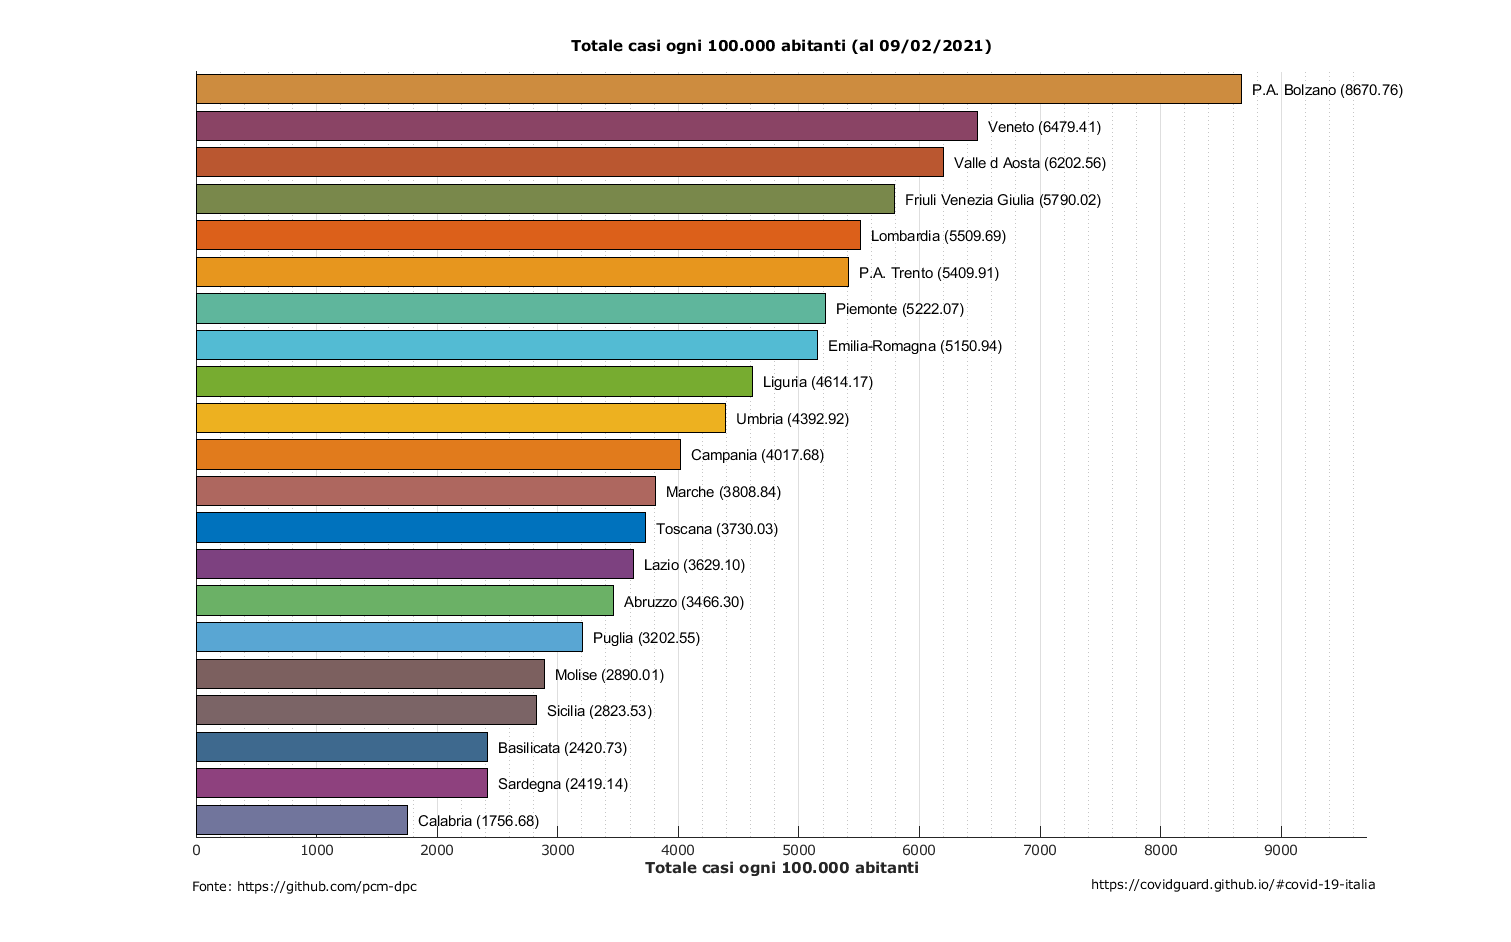 Totale casi ogni 100.000 abitanti (al 09/02/2021)
P.A. Bolzano (8670.76)
Veneto (6479.41)
Valle d Aosta (6202.56)
Friuli Venezia Giulia (5790.02)
Lombardia (5509.69)
P.A. Trento (5409.91)
Piemonte (5222.07)
Emilia-Romagna (5150.94)
Liguria (4614.17)
Umbria (4392.92)
Campania (4017.68)
Marche (3808.84)
Toscana (3730.03)
Lazio (3629.10)
Abruzzo (3466.30)
Puglia (3202.55)
Molise (2890.01)
Sicilia (2823.53)
Basilicata (2420.73)
Sardegna (2419.14)
Calabria (1756.68)
0 1000 2000 3000 4000 5000 6000 7000 8000 9000
Totale casi ogni 100.000 abitanti
Fonte: https://github.com/pcm-dpc
https://covidguard.github.io/#covid-19-italia